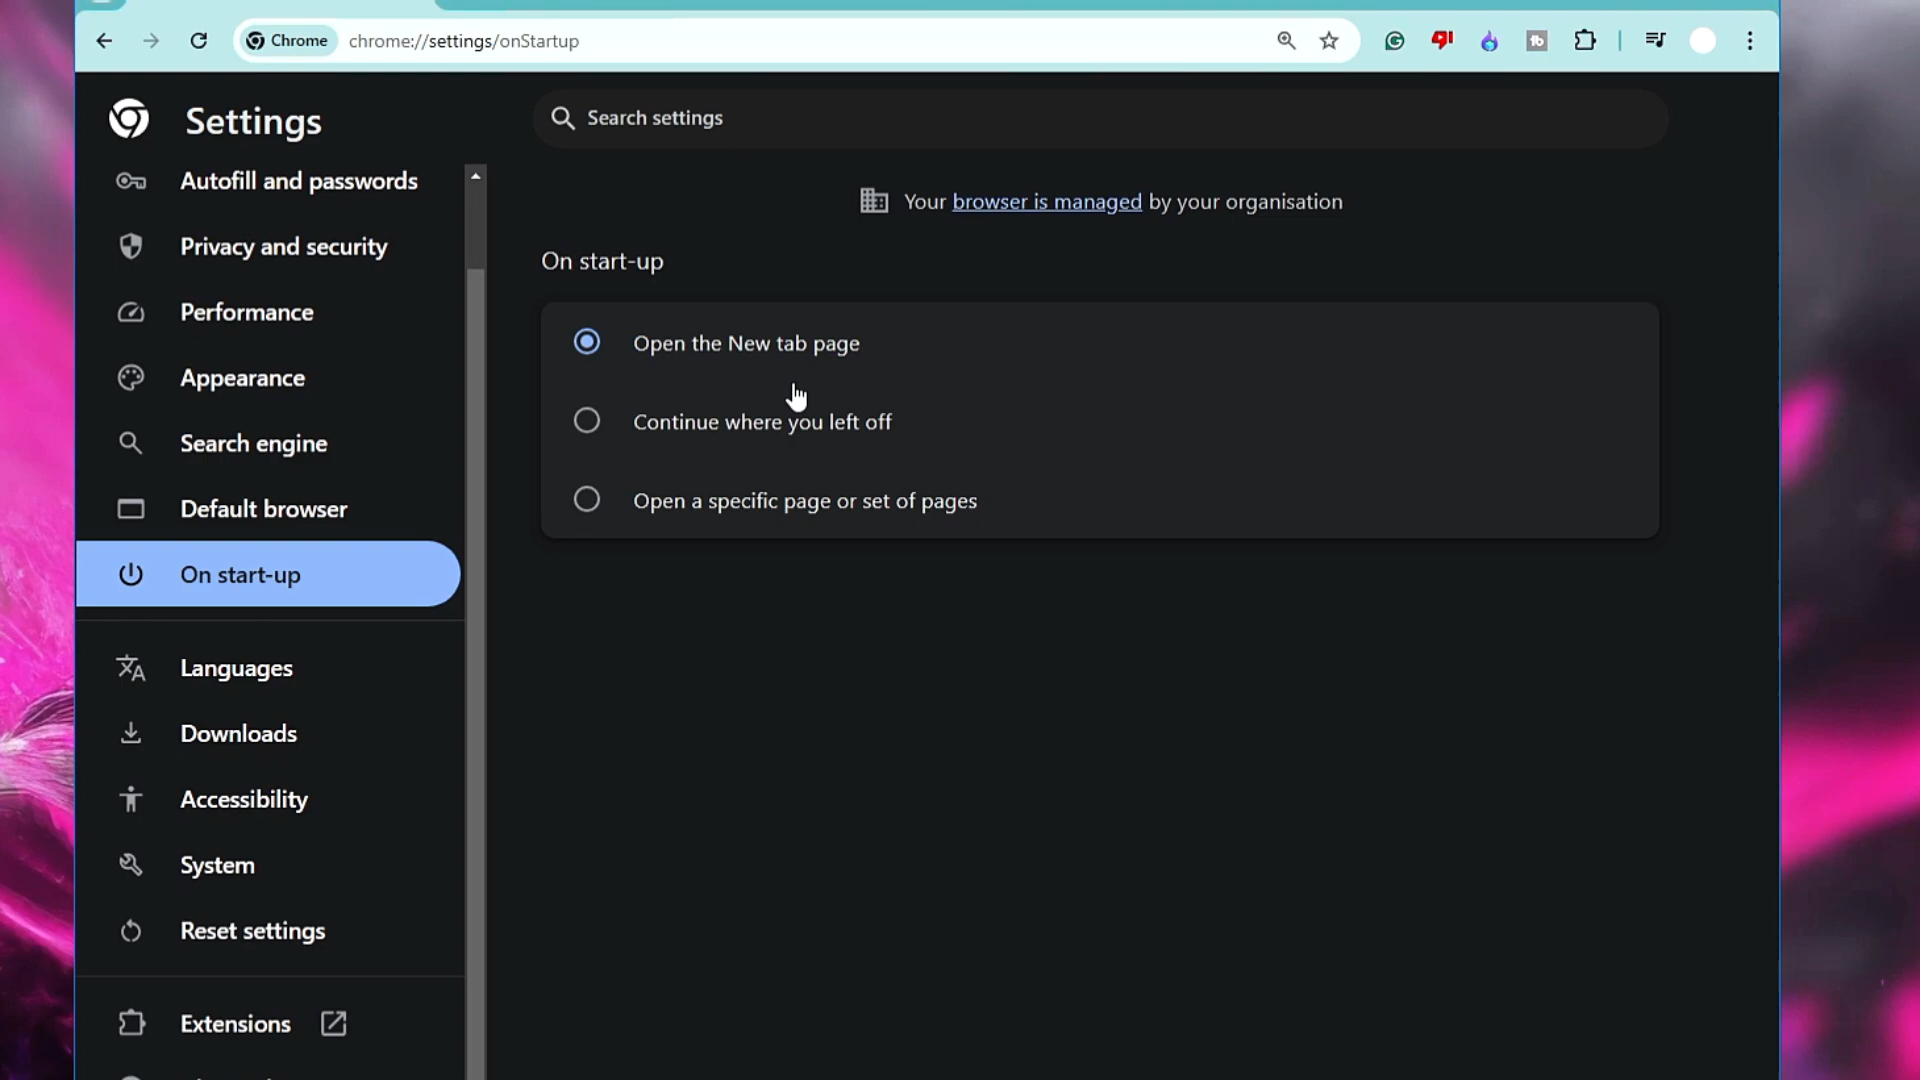 Chrome
chrome://settings/onStartup
tb
Settings
Search settings
Autofill and passwords
Privacy and security
Performance
Appearance
Search engine
Default browser
On start-up
Languages
Downloads
Accessibility
System
Reset settings
Extensions
Your browser is managed by your organisation
On start-up
Open the New tab page
Continue where you left off
Open a specific page or set of pages